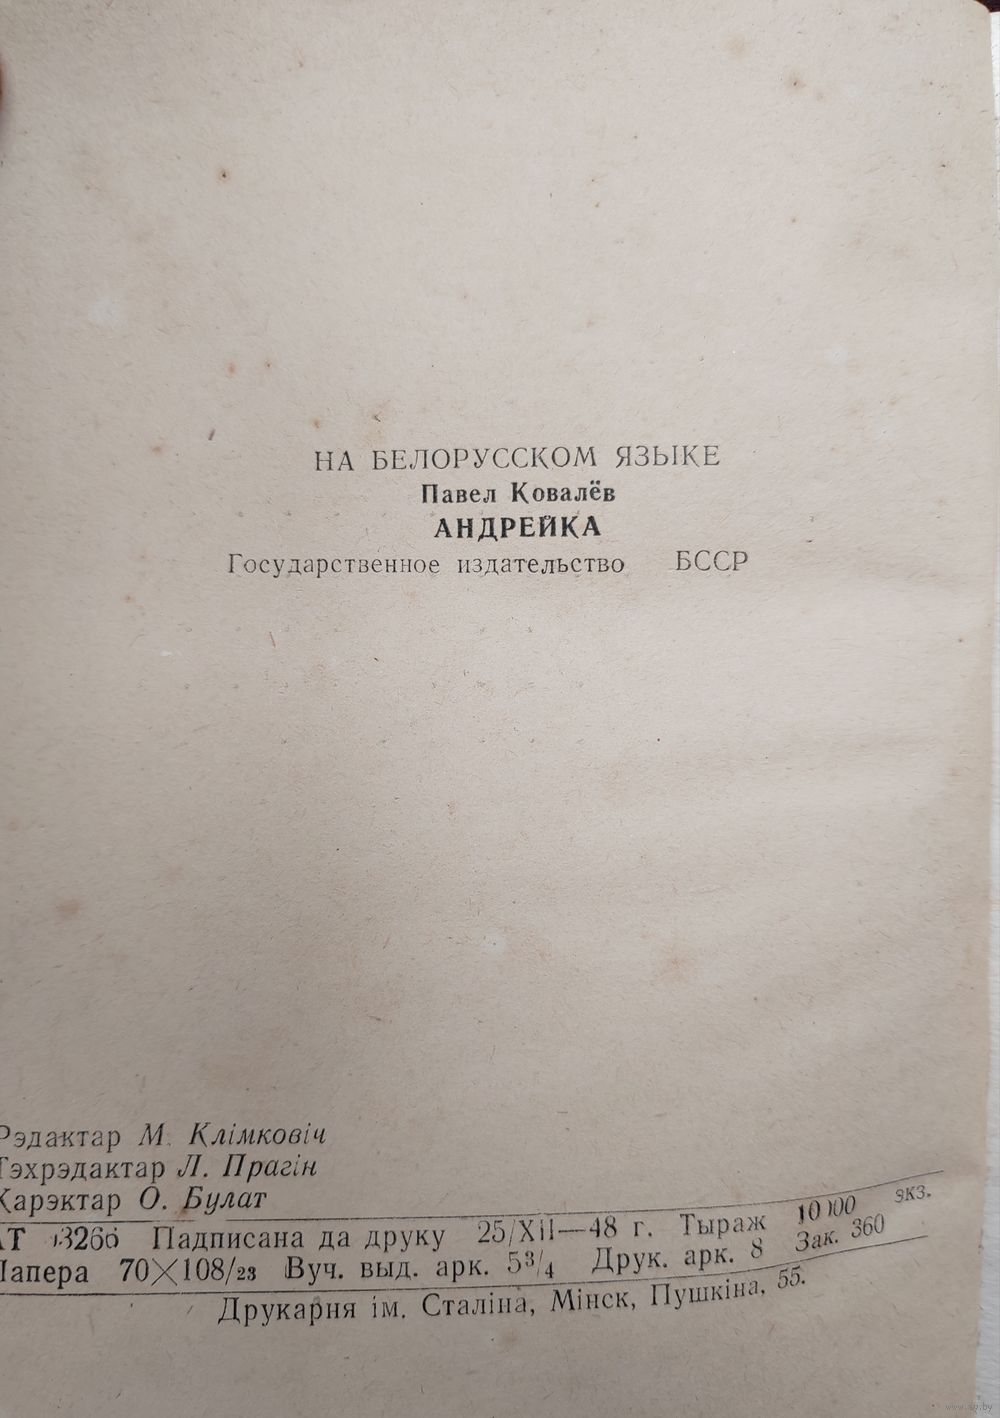 НА БЕЛОРУССКОМ ЯЗЫКЕ
Павел Ковалёв
АНДРЕЙКА
Государственное издательство БССР
Рэдактар М. Клімковіч
Тэхрэдактар Л. Прагін
Карэктар О. Булат
АТ Падписана да друку 25/XII—48 г. Тыраж 10 000 экз.
Папера 70×108/23 Вуч. выд. арк. 5³/₄ Друк. арк. 8 Зак. 360
Друкарня ім. Сталіна, Мінск, Пушкіна, 55.